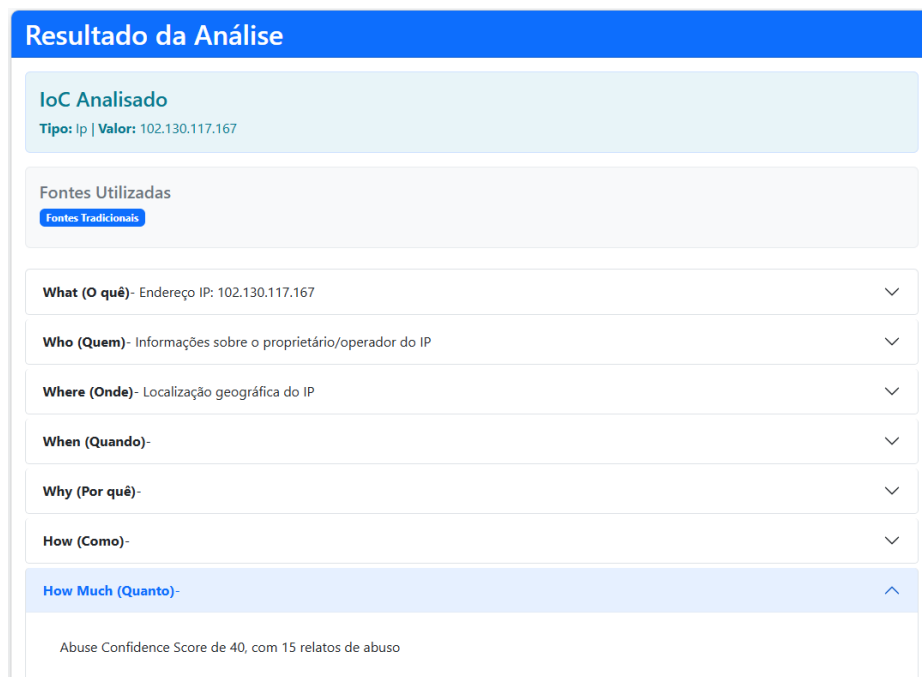 Resultado da Análise
IoC Analisado
Tipo: Ip | Valor: 102.130.117.167
Fontes Utilizadas
Fontes Tradicionais
What (O quê)- Endereço IP: 102.130.117.167
Who (Quem)- Informações sobre o proprietário/operador do IP
Where (Onde)- Localização geográfica do IP
When (Quando)-
Why (Por quê)-
How (Como)-
How Much (Quanto)-
Abuse Confidence Score de 40, com 15 relatos de abuso